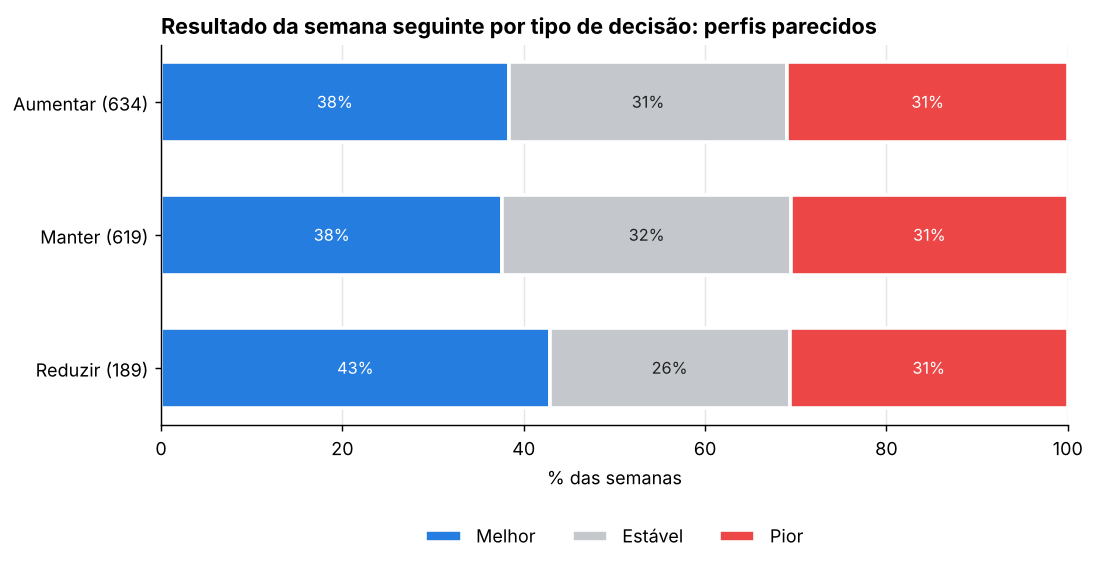 Resultado da semana seguinte por tipo de decisão: perfis parecidos
Aumentar (634)
38%
31%
31%
Manter (619)
38%
32%
31%
Reduzir (189)
43%
26%
31%
0
20
40
60
80
100
% das semanas
Melhor
Estável
Pior